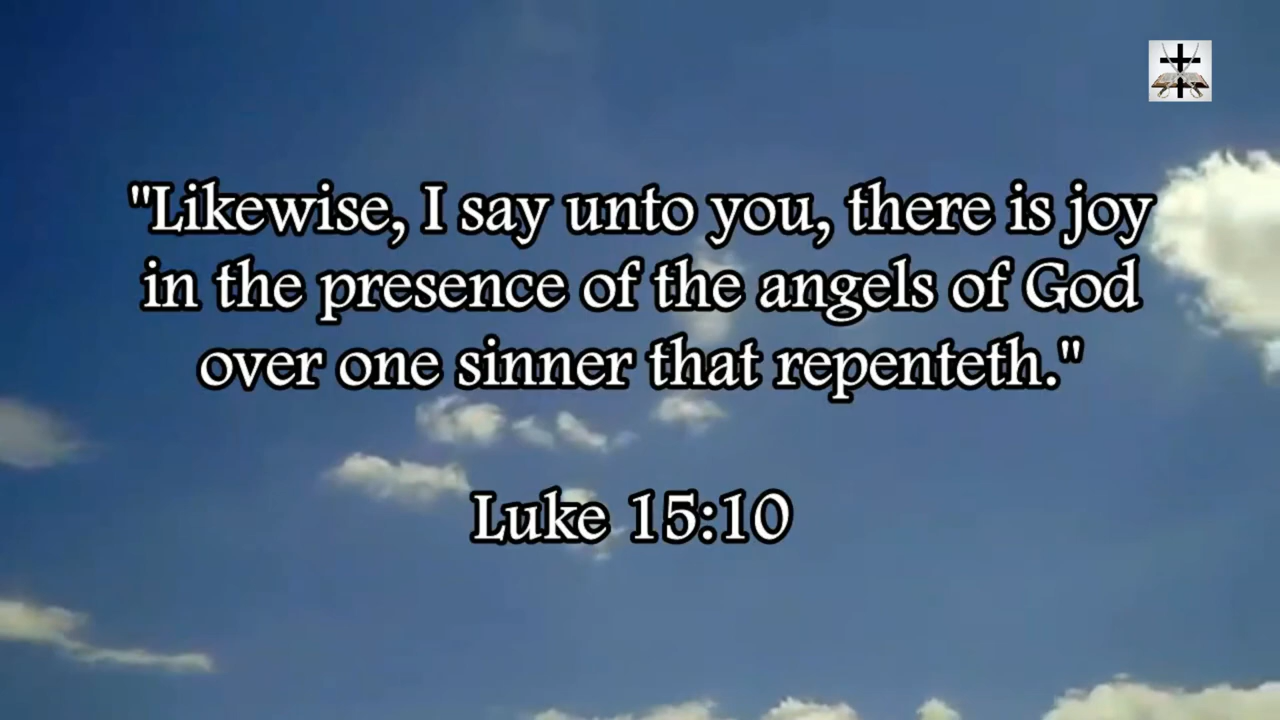 "Likewise, I say unto you, there is joy
in the presence of the angels of God
over one sinner that repenteth."
Luke 15:10